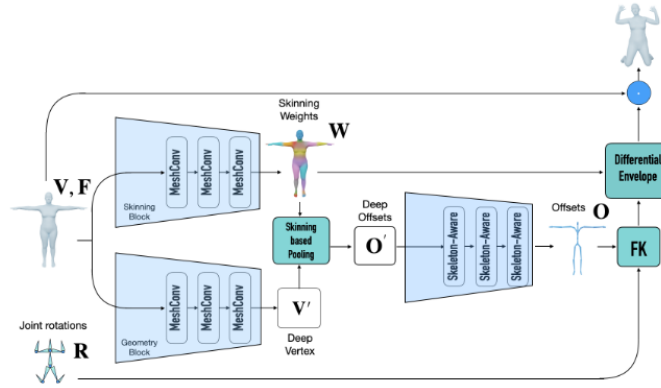 Skinning
Weights
W
MeshConv
MeshConv
MeshConv
Skinning
Block
V, F
Differential
Envelope
Deep
Offsets
Offsets
O
Skinning
based
Pooling
O'
Skeleton-Aware
Skeleton-Aware
Skeleton-Aware
FK
MeshConv
MeshConv
MeshConv
V'
Geometry
Block
Deep
Vertex
Joint rotations
R